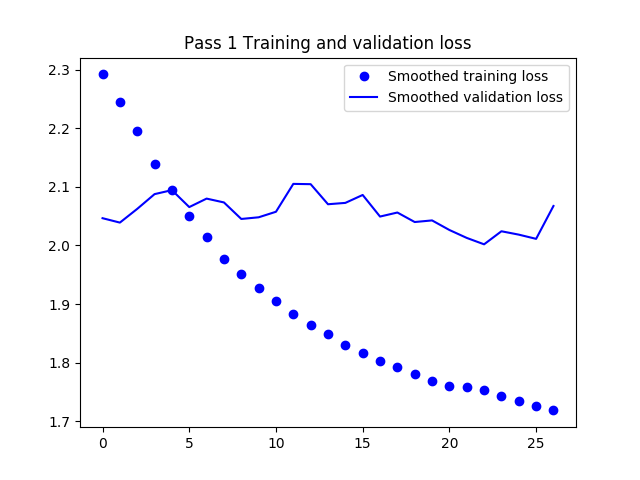 Pass 1 Training and validation loss
Smoothed training loss
Smoothed validation loss
2.3
2.2
2.1
2.0
1.9
1.8
1.7
0 5 10 15 20 25